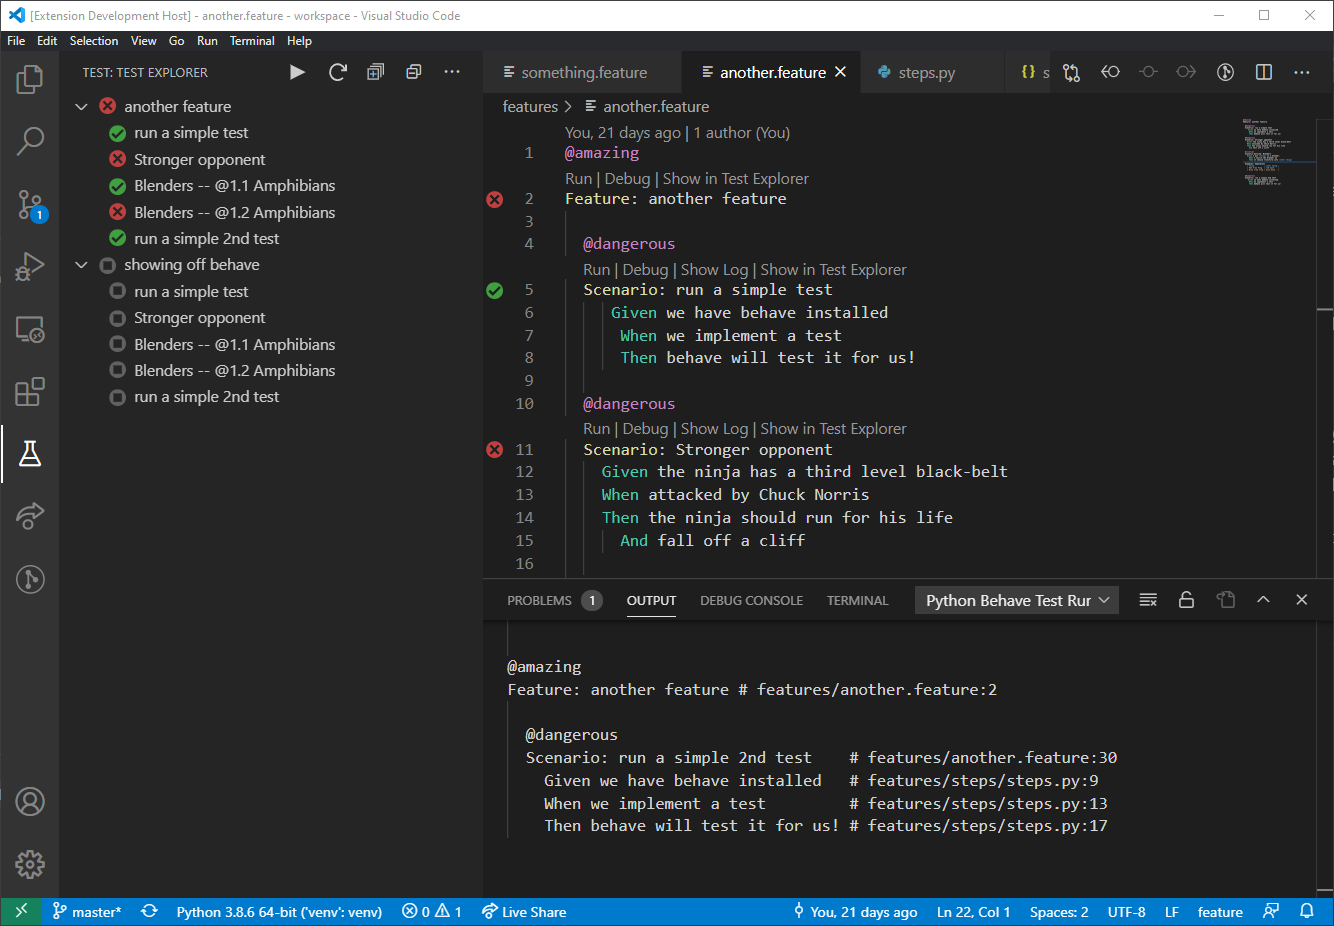 [Extension Development Host] - another.feature - workspace - Visual Studio Code
File Edit Selection View Go Run Terminal Help
TEST: TEST EXPLORER
another feature
run a simple test
Stronger opponent
Blenders -- @1.1 Amphibians
Blenders -- @1.2 Amphibians
run a simple 2nd test
showing off behave
run a simple test
Stronger opponent
Blenders -- @1.1 Amphibians
Blenders -- @1.2 Amphibians
run a simple 2nd test
1
something.feature another.feature steps.py {} s
features > another.feature
You, 21 days ago | 1 author (You)
1 @amazing
Run | Debug | Show in Test Explorer
2 Feature: another feature
3
4 @dangerous
Run | Debug | Show Log | Show in Test Explorer
5 Scenario: run a simple test
6 Given we have behave installed
7 When we implement a test
8 Then behave will test it for us!
9
10 @dangerous
Run | Debug | Show Log | Show in Test Explorer
11 Scenario: Stronger opponent
12 Given the ninja has a third level black-belt
13 When attacked by Chuck Norris
14 Then the ninja should run for his life
15 And fall off a cliff
16
PROBLEMS 1 OUTPUT DEBUG CONSOLE TERMINAL Python Behave Test Rur
@amazing
Feature: another feature # features/another.feature:2
@dangerous
Scenario: run a simple 2nd test # features/another.feature:30
Given we have behave installed # features/steps/steps.py:9
When we implement a test # features/steps/steps.py:13
Then behave will test it for us! # features/steps/steps.py:17
master* Python 3.8.6 64-bit ('venv': venv) 0 1 Live Share You, 21 days ago Ln 22, Col 1 Spaces: 2 UTF-8 LF feature